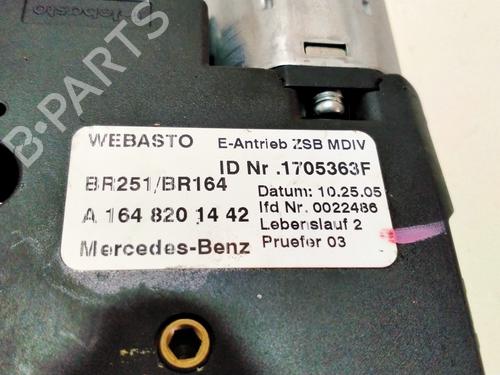 Webasto
B-PARTS
WEBASTO E-Antrieb ZSB MDIV
ID Nr .1705363F
BR251/BR164 Datum: 10.25.05
lfd Nr. 0022486
A 164 820 14 42 Lebenslauf 2
Mercedes-Benz Pruefer 03